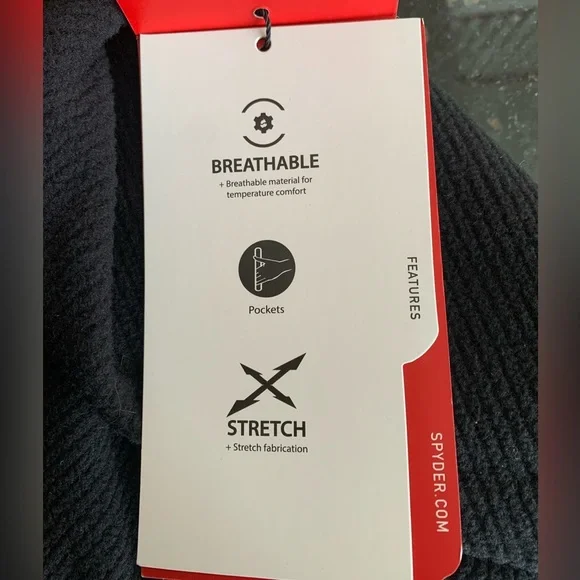 BREATHABLE
+ Breathable material for
temperature comfort
Pockets
STRETCH
+ Stretch fabrication
FEATURES
SPYDER.COM